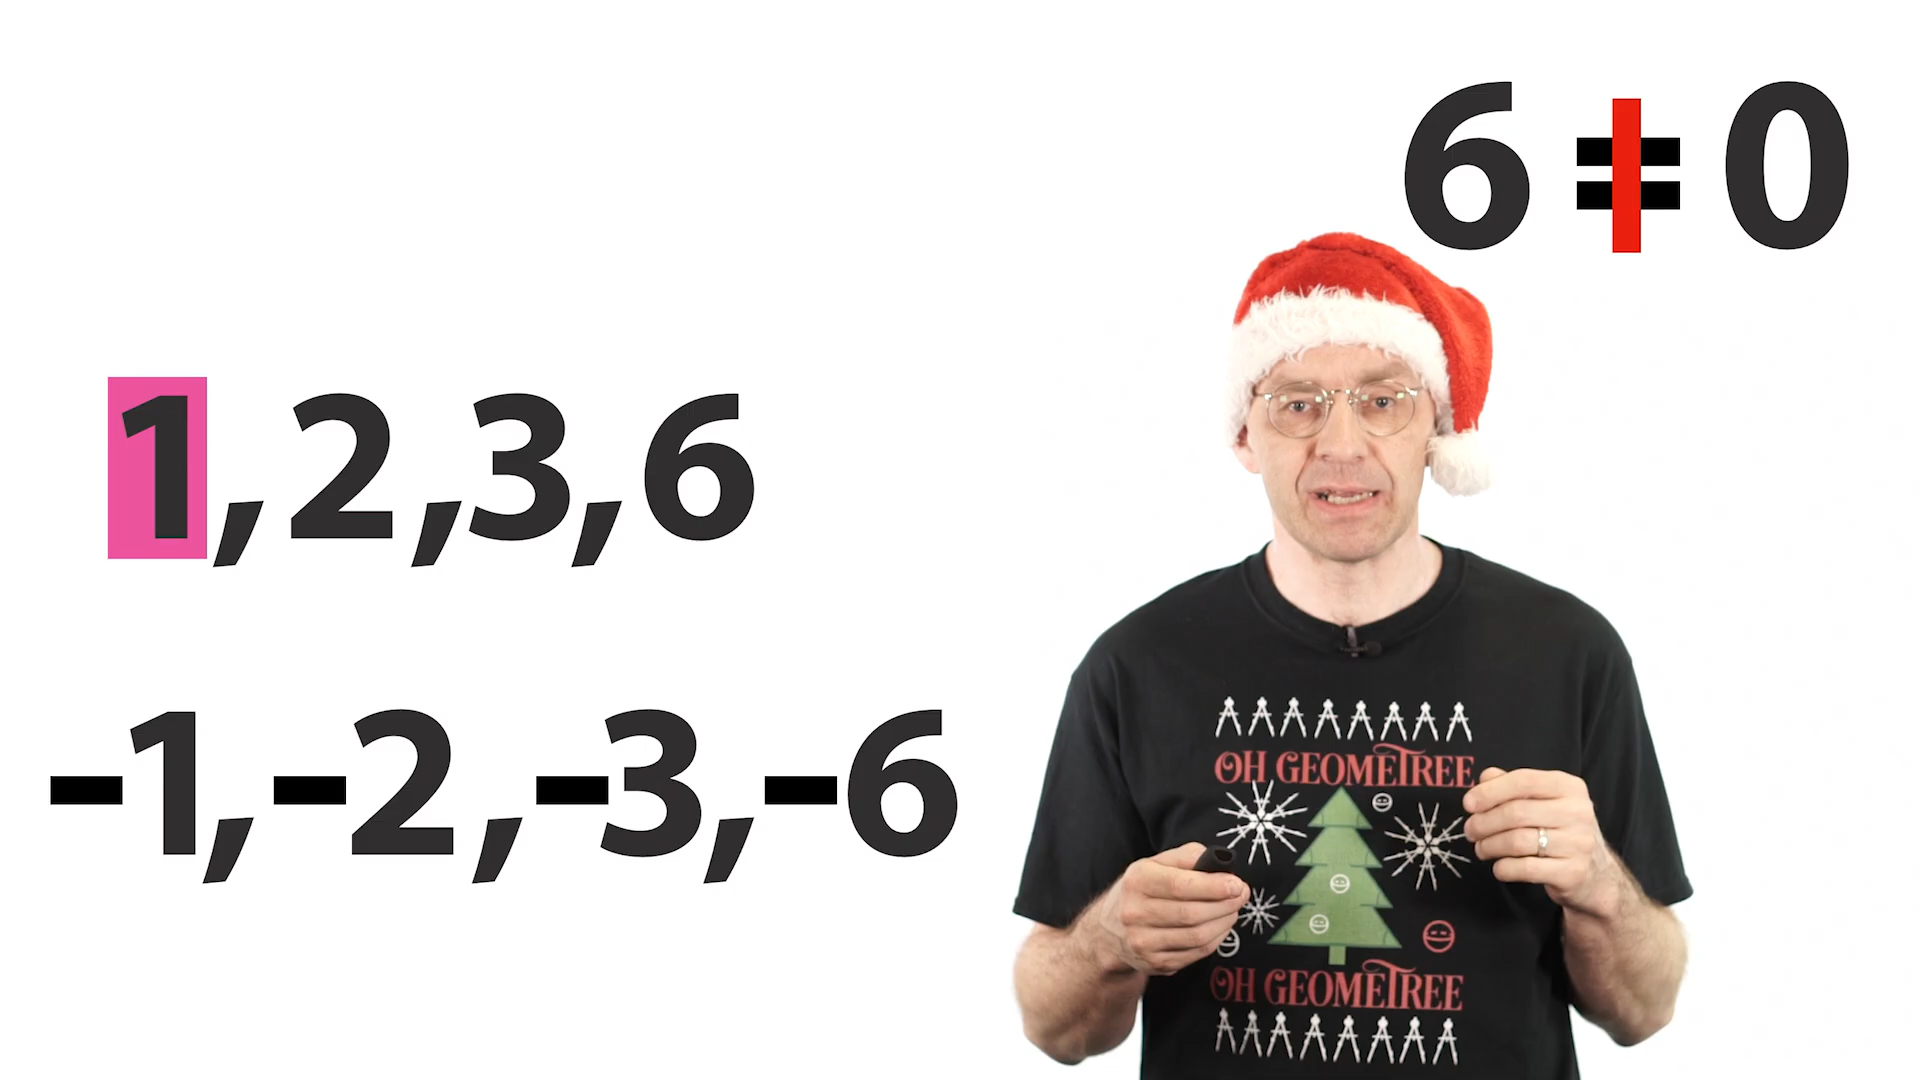 6 ≠ 0
1, 2, 3, 6
-1, -2, -3, -6
OH GEOMETREE
OH GEOMETREE